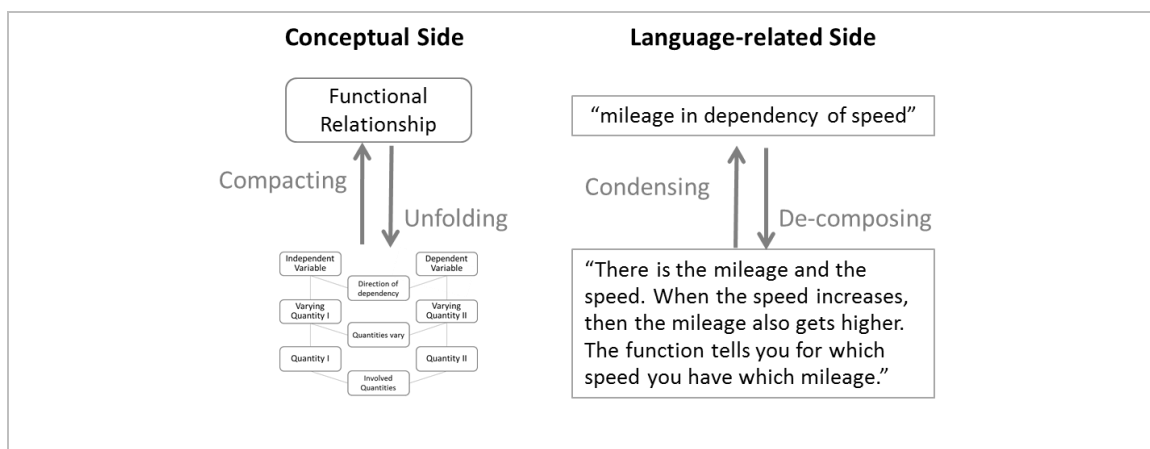 Conceptual Side
Language-related Side
Functional
Relationship
“mileage in dependency of speed”
Compacting
Unfolding
Condensing
De-composing
Independent
Variable
Dependent
Variable
Direction of
dependency
Varying
Quantity I
Varying
Quantity II
Quantities vary
Quantity I
Quantity II
Involved
Quantities
“There is the mileage and the
speed. When the speed increases,
then the mileage also gets higher.
The function tells you for which
speed you have which mileage.”